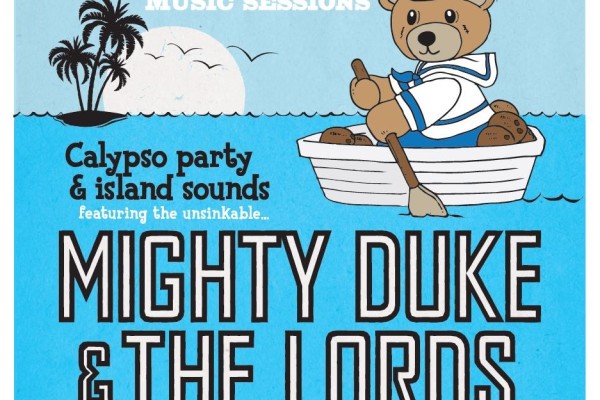 MUSIC SESSIONS
Calypso party
& island sounds
featuring the unsinkable...
MIGHTY DUKE
& THE LORDS